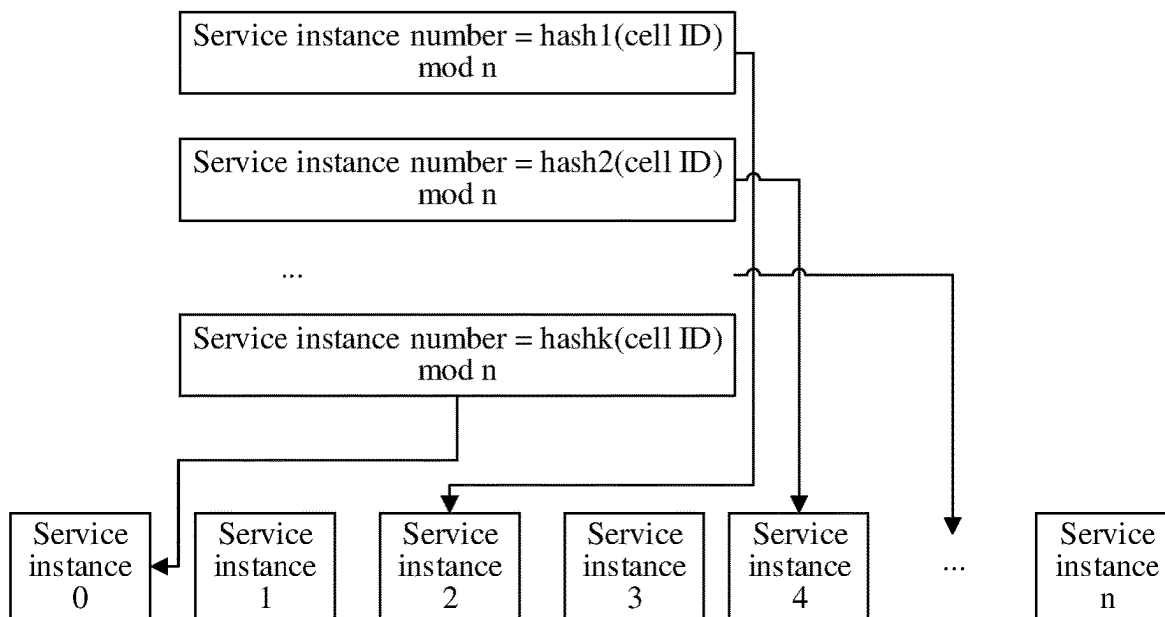 Service instance number = hash1(cell ID)
mod n
Service instance number = hash2(cell ID)
mod n
...
Service instance number = hashk(cell ID)
mod n
Service
instance
0
Service
instance
1
Service
instance
2
Service
instance
3
Service
instance
4
...
Service
instance
n